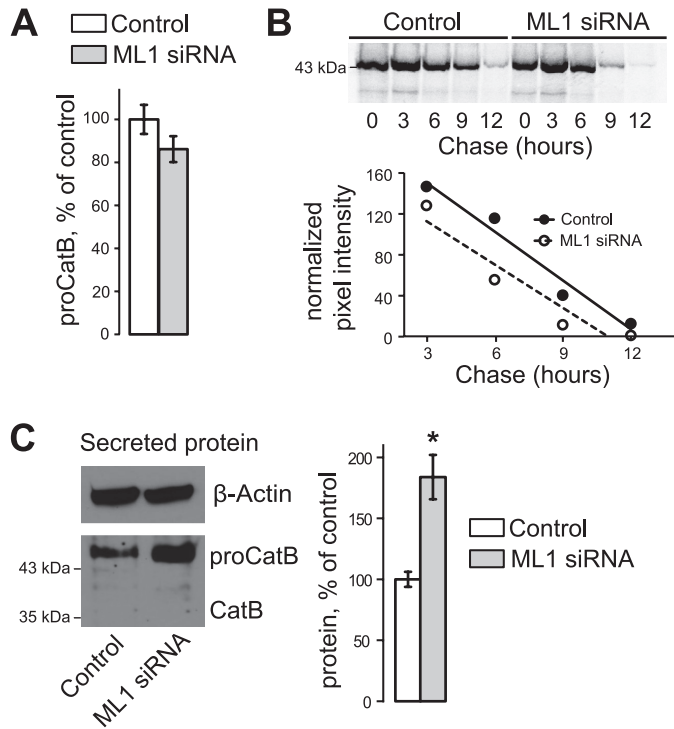 A
Control
ML1 siRNA
proCatB, % of control
100
80
60
40
20
0
B
Control ML1 siRNA
43 kDa
0 3 6 9 12 0 3 6 9 12
Chase (hours)
normalized
pixel intensity
160
120
80
40
0
Control
ML1 siRNA
3 6 9 12
Chase (hours)
C
Secreted protein
β-Actin
proCatB
43 kDa
CatB
35 kDa
Control
ML1 siRNA
protein, % of control
200
150
100
50
0
*
Control
ML1 siRNA